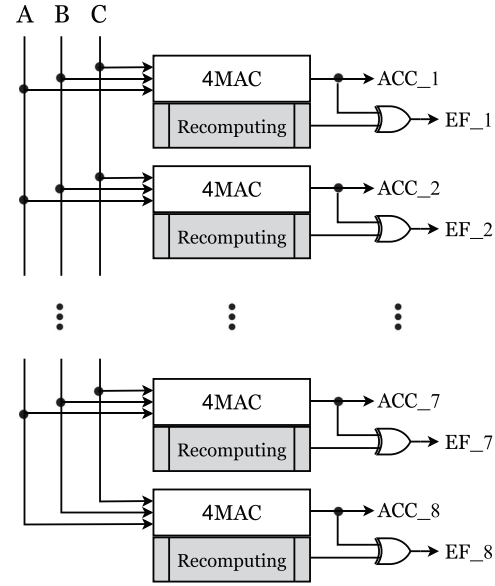 A B C
4MAC ACC_1
Recomputing EF_1
4MAC ACC_2
Recomputing EF_2
4MAC ACC_7
Recomputing EF_7
4MAC ACC_8
Recomputing EF_8